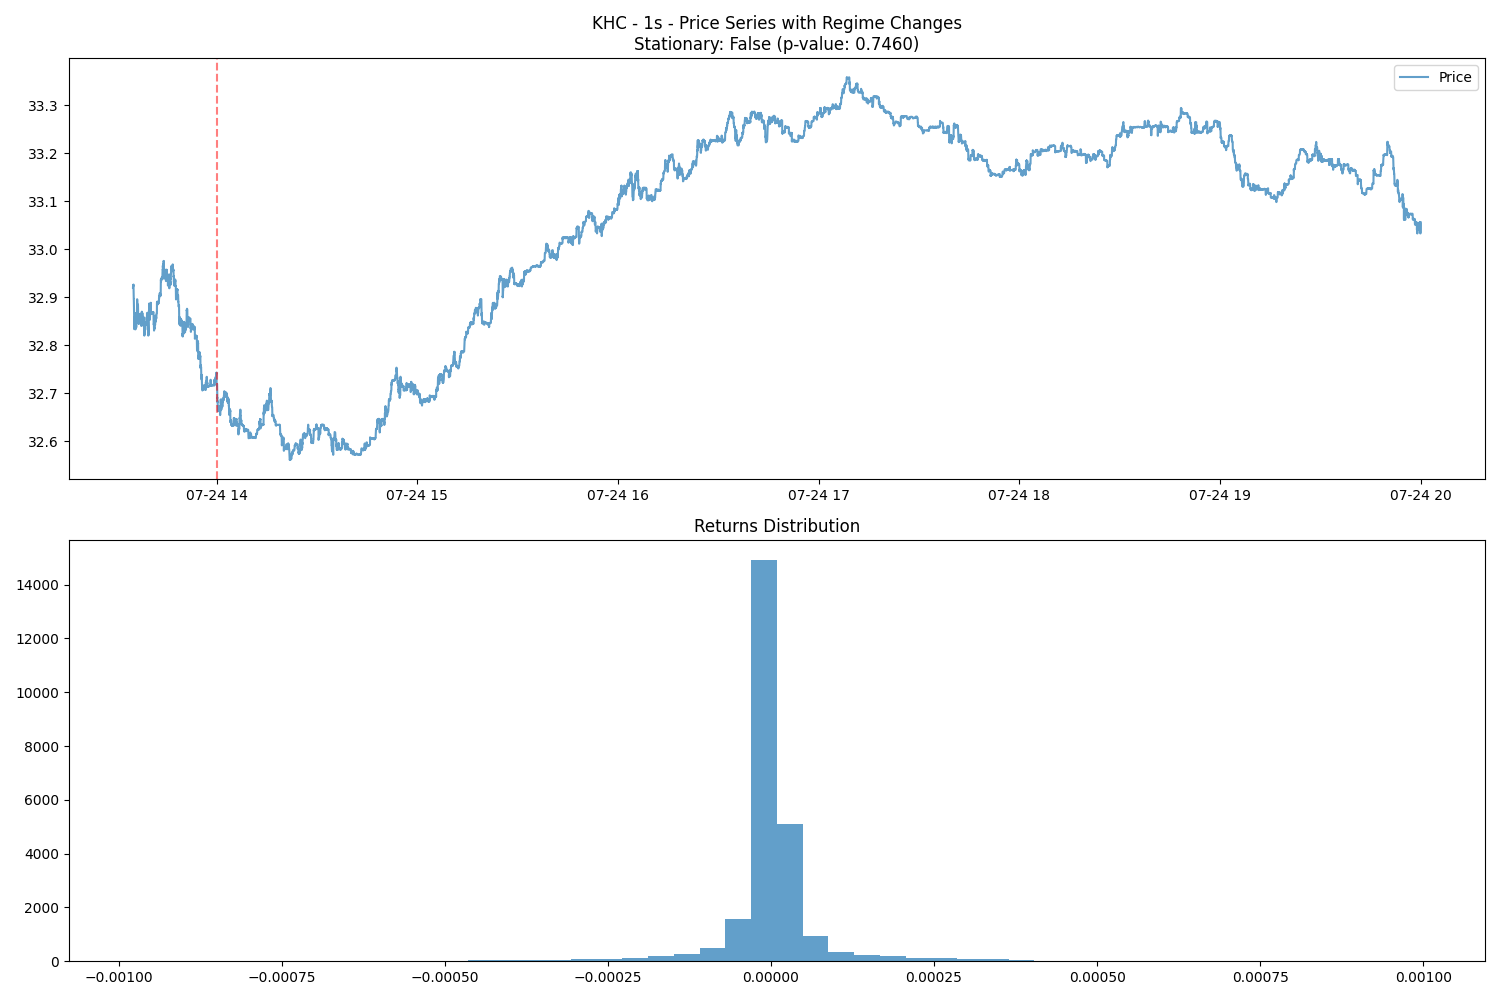 KHC - 1s - Price Series with Regime Changes
Stationary: False (p-value: 0.7460)
Price
33.3
33.2
33.1
33.0
32.9
32.8
32.7
32.6
07-24 14 07-24 15 07-24 16 07-24 17 07-24 18 07-24 19 07-24 20
Returns Distribution
14000
12000
10000
8000
6000
4000
2000
0
−0.00100 −0.00075 −0.00050 −0.00025 0.00000 0.00025 0.00050 0.00075 0.00100